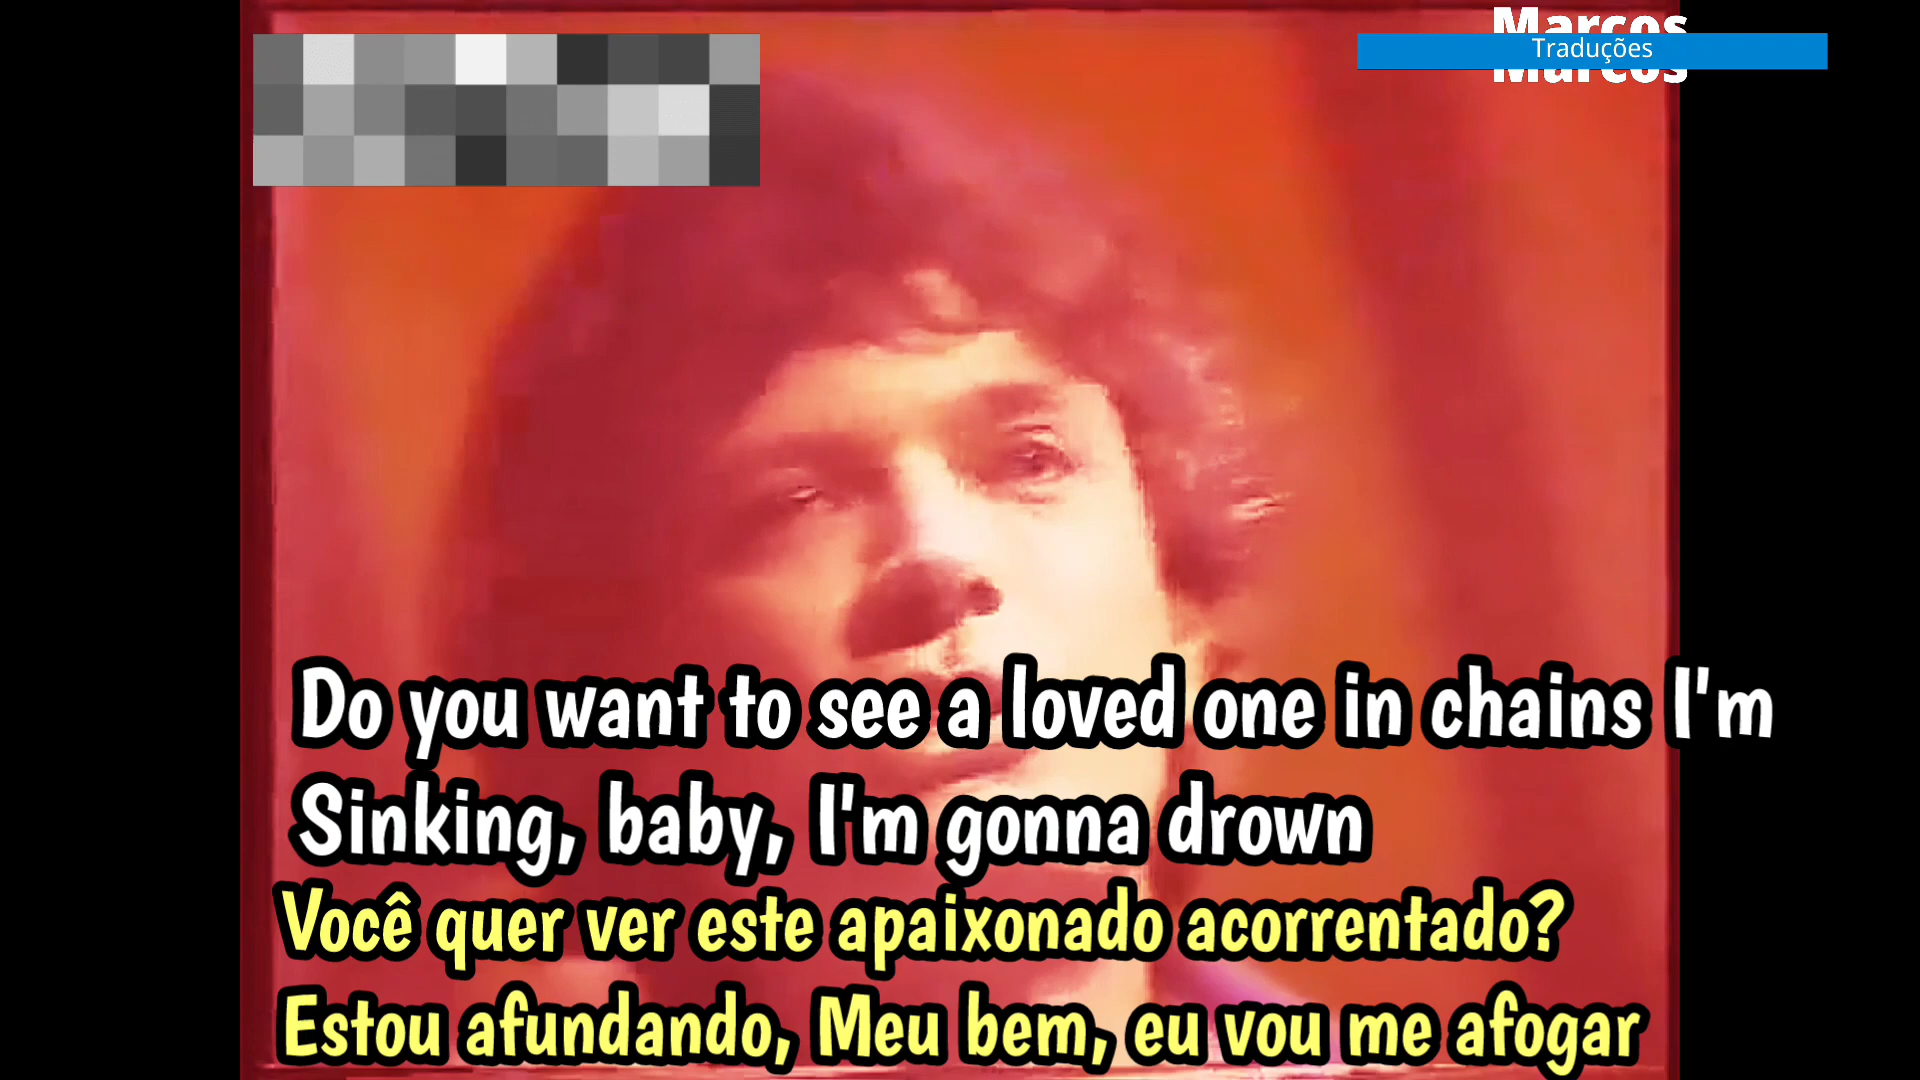 Marcos
Traduções
Marcos
Do you want to see a loved one in chains I'm
Sinking, baby, I'm gonna drown
Você quer ver este apaixonado acorrentado?
Estou afundando, Meu bem, eu vou me afogar